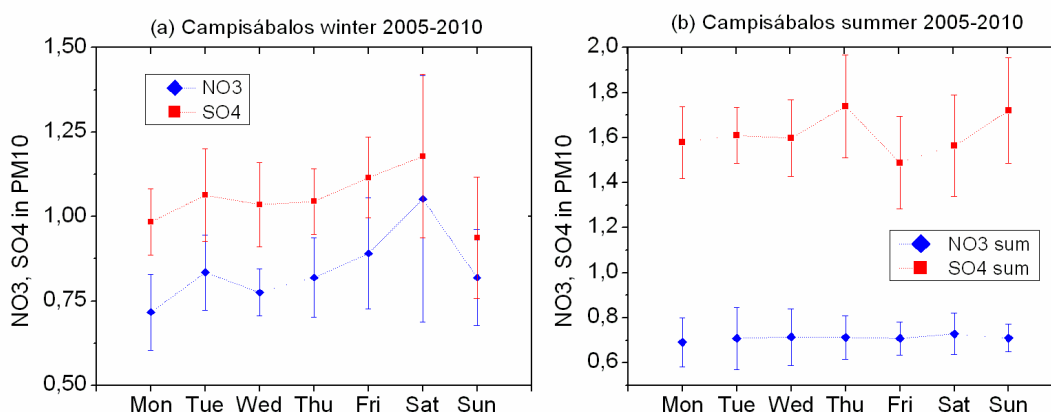 (a) Campisábalos winter 2005-2010
1,50
1,25
1,00
0,75
0,50
NO3, SO4 in PM10
NO3
SO4
Mon Tue Wed Thu Fri Sat Sun
(b) Campisábalos summer 2005-2010
2,0
1,8
1,6
1,4
1,2
1,0
0,8
0,6
NO3, SO4 in PM10
NO3 sum
SO4 sum
Mon Tue Wed Thu Fri Sat Sun